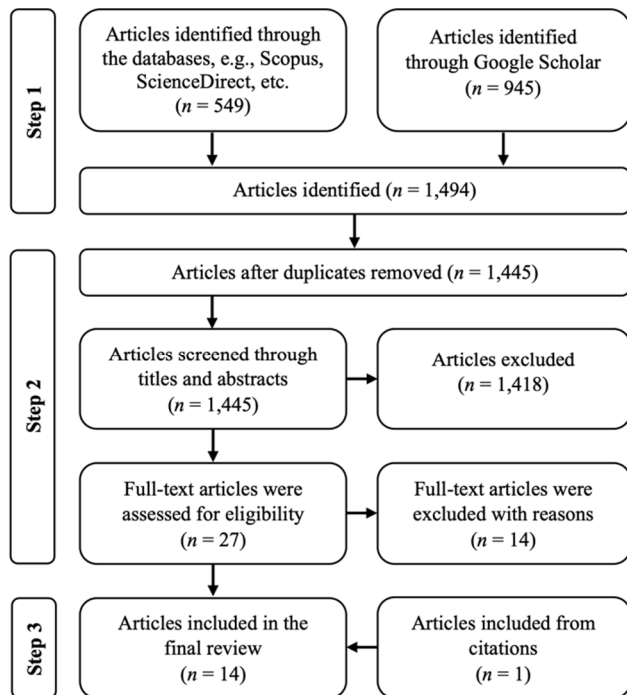 Step 1
Articles identified through
the databases, e.g., Scopus,
ScienceDirect, etc.
(n = 549)
Articles identified
through Google Scholar
(n = 945)
Articles identified (n = 1,494)
Step 2
Articles after duplicates removed (n = 1,445)
Articles screened through
titles and abstracts
(n = 1,445)
Articles excluded
(n = 1,418)
Full-text articles were
assessed for eligibility
(n = 27)
Full-text articles were
excluded with reasons
(n = 14)
Step 3
Articles included in the
final review
(n = 14)
Articles included from
citations
(n = 1)